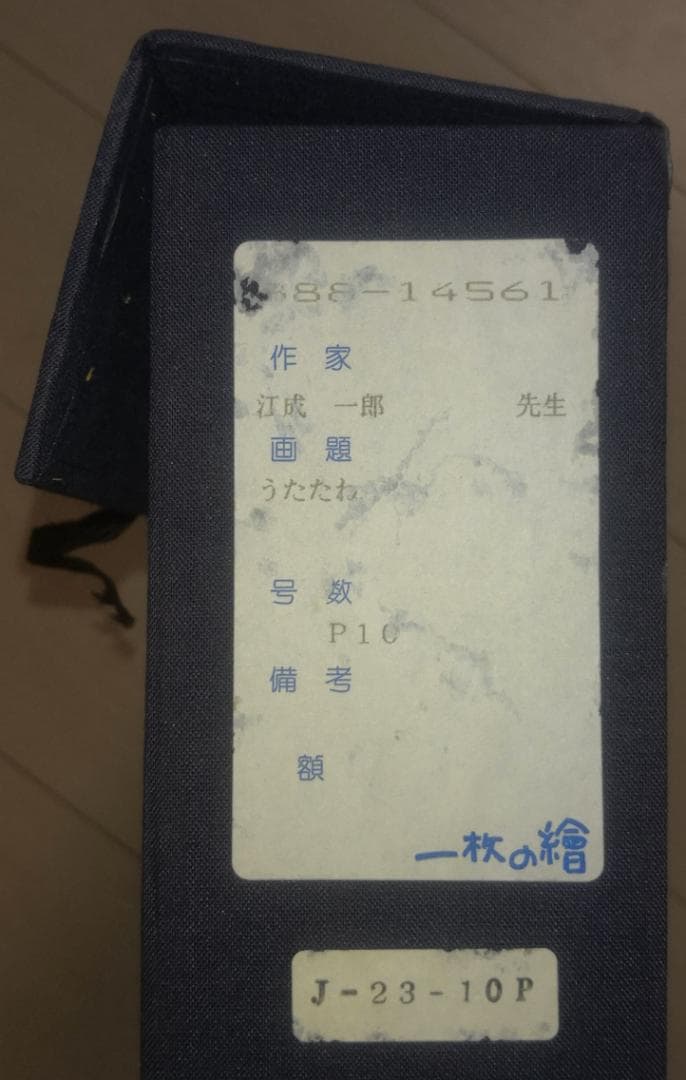 88-14561
作家
江成 一郎 先生
画題
うたたね
号数
P10
備考
額
一枚の繪
J-23-10P